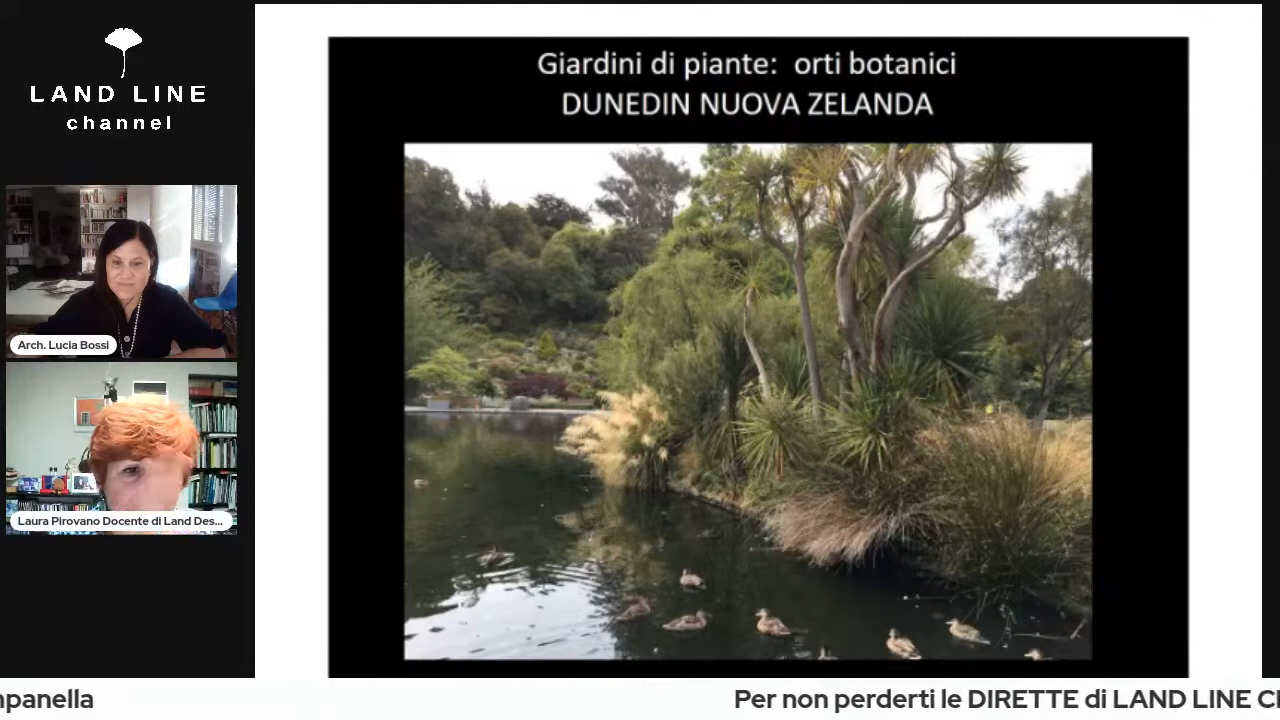 LAND LINE
channel
Giardini di piante: orti botanici
DUNEDIN NUOVA ZELANDA
Arch. Lucia Bossi
Laura Pirovano Docente di Land Des...
npanella
Per non perderti le DIRETTE di LAND LINE C